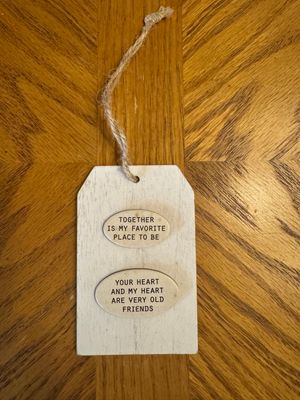 TOGETHER
IS MY FAVORITE
PLACE TO BE
YOUR HEART
AND MY HEART
ARE VERY OLD
FRIENDS